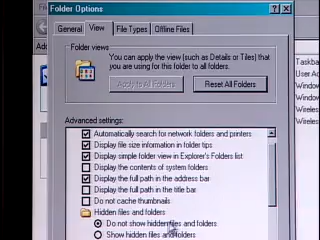 Folder Options
General
View
File Types
Offline Files
Folder views
You can apply the view (such as Details or Tiles) that
you are using for this folder to all folders.
Apply to All Folders
Reset All Folders
Advanced settings:
Automatically search for network folders and printers
Display file size information in folder tips
Display simple folder view in Explorer's Folders list
Display the contents of system folders
Display the full path in the address bar
Display the full path in the title bar
Do not cache thumbnails
Hidden files and folders
Do not show hidden files and folders
Show hidden files and folders
Taskba
User Ac
Window
Window
Wireles